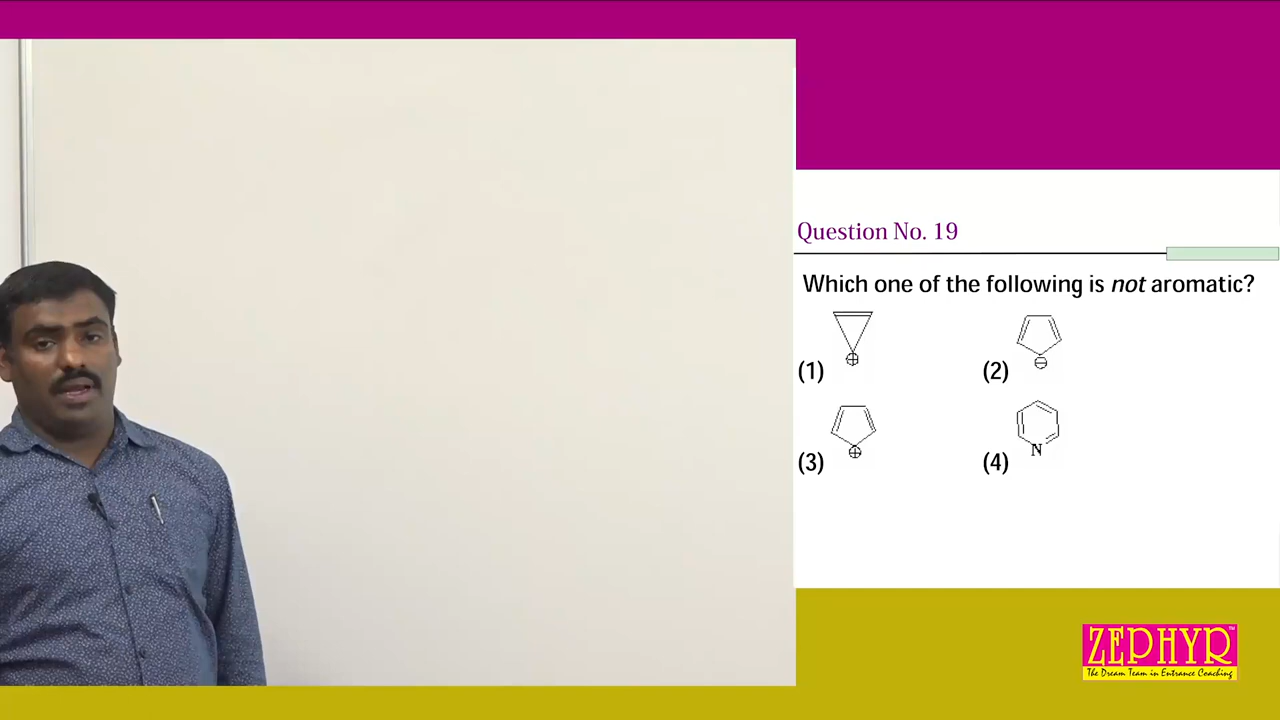 Question No. 19
Which one of the following is not aromatic?
(1) ⊕
(2) ⊖
(3) ⊕
(4) N
ZEPHYR™
The Dream Team in Entrance Coaching